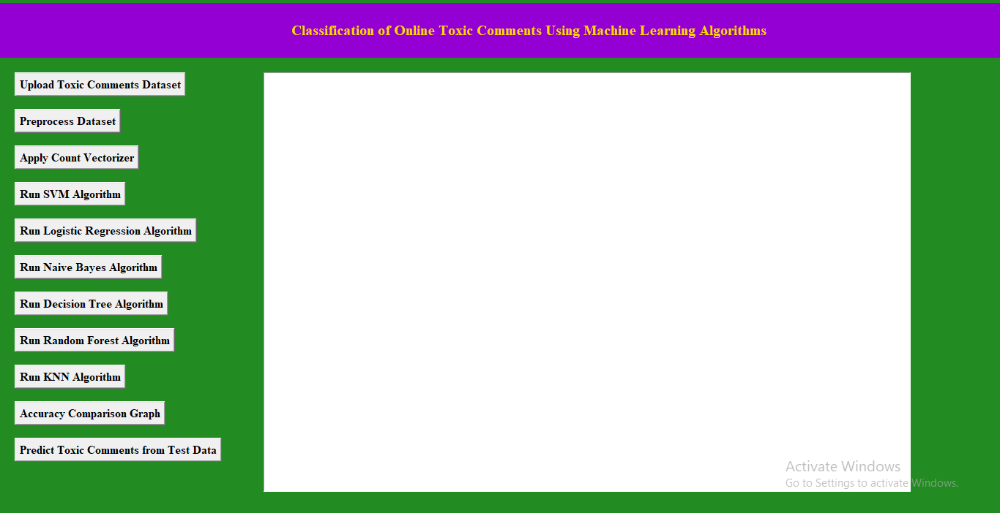 Classification of Online Toxic Comments Using Machine Learning Algorithms
Upload Toxic Comments Dataset
Preprocess Dataset
Apply Count Vectorizer
Run SVM Algorithm
Run Logistic Regression Algorithm
Run Naive Bayes Algorithm
Run Decision Tree Algorithm
Run Random Forest Algorithm
Run KNN Algorithm
Accuracy Comparison Graph
Predict Toxic Comments from Test Data
Activate Windows
Go to Settings to activate Windows.